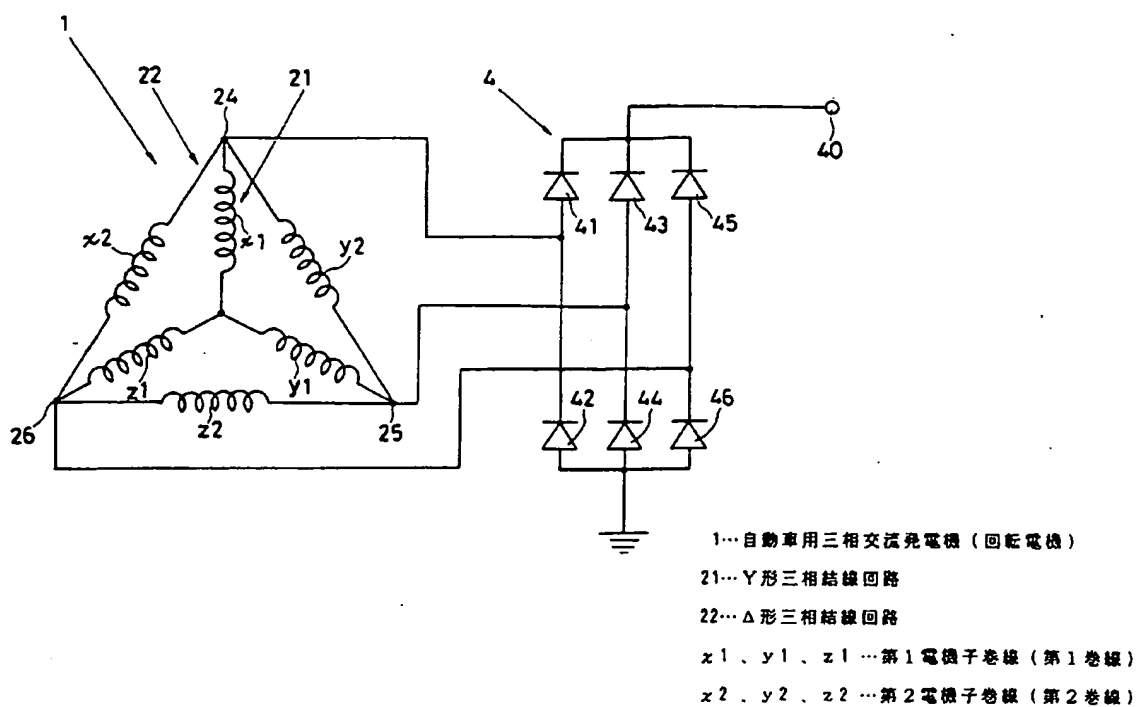 1
22
24
21
4
40
41
43
45
x2
x1
y2
z1
y1
z2
26
25
42
44
46
1…自動車用三相交流発電機(回転電機)
21…Y形三相結線回路
22…Δ形三相結線回路
x1、y1、z1…第1電機子巻線(第1巻線)
x2、y2、z2…第2電機子巻線(第2巻線)